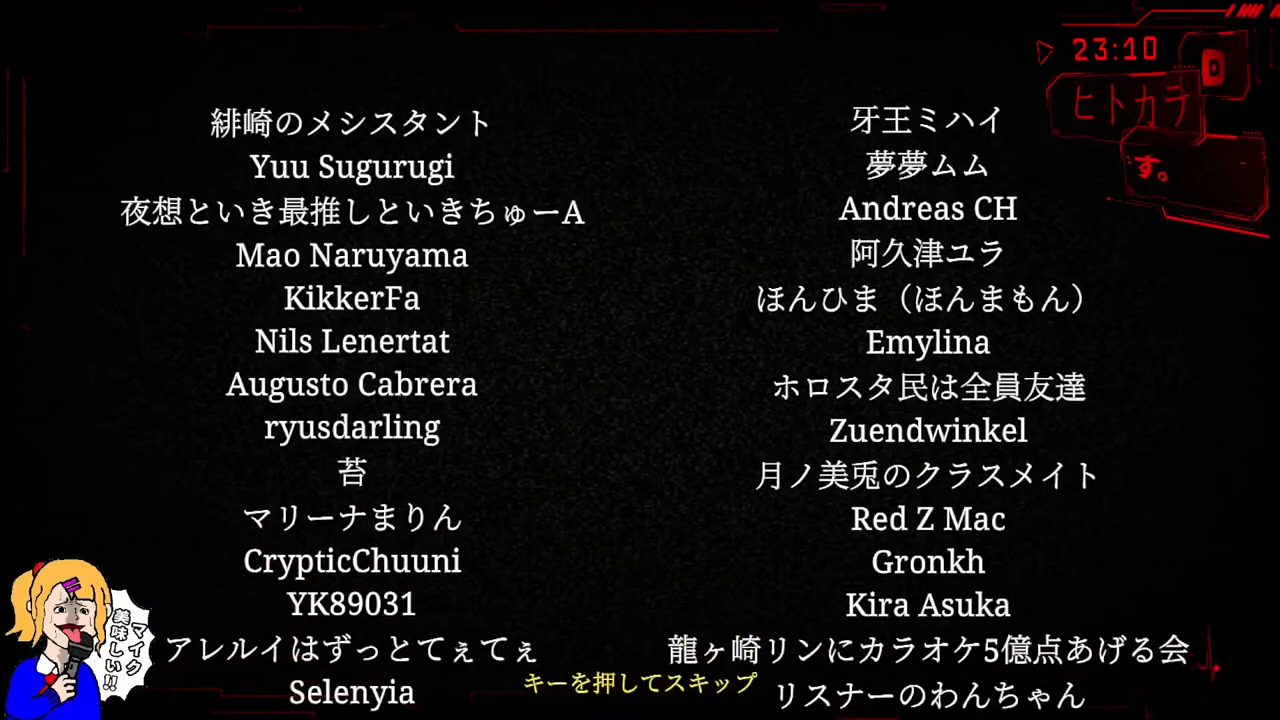 23:10
D
ヒトカラ
す。
緋崎のメシスタント
Yuu Sugurugi
夜想といき最推しといきちゅーA
Mao Naruyama
KikkerFa
Nils Lenertat
Augusto Cabrera
ryusdarling
苔
マリーナまりん
CrypticChuuni
YK89031
アレルイはずっとてぇてぇ
Selenyia
牙王ミハイ
夢夢ムム
Andreas CH
阿久津ユラ
ほんひま（ほんまもん）
Emylina
ホロスタ民は全員友達
Zuendwinkel
月ノ美兎のクラスメイト
Red Z Mac
Gronkh
Kira Asuka
龍ヶ崎リンにカラオケ5億点あげる会
リスナーのわんちゃん
キーを押してスキップ
マイク
美味しい!!